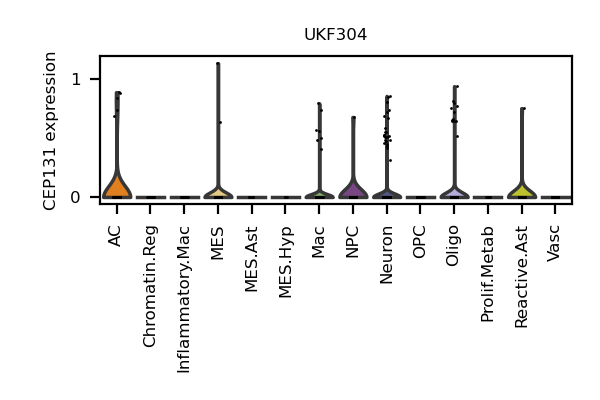 UKF304
CEP131 expression
1
0
AC
Chromatin.Reg
Inflammatory.Mac
MES
MES.Ast
MES.Hyp
Mac
NPC
Neuron
OPC
Oligo
Prolif.Metab
Reactive.Ast
Vasc